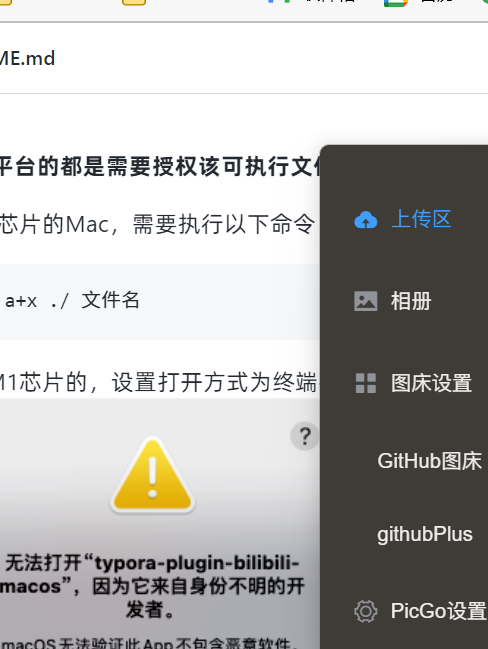 ME.md
平台的都是需要授权该可执行文
芯片的Mac，需要执行以下命令
a+x ./ 文件名
M1芯片的，设置打开方式为终端
?
无法打开“typora-plugin-bilibili-
macos”，因为它来自身份不明的开
发者。
macOS无法验证此App不包含恶意软件。
上传区
相册
图床设置
GitHub图床
githubPlus
PicGo设置